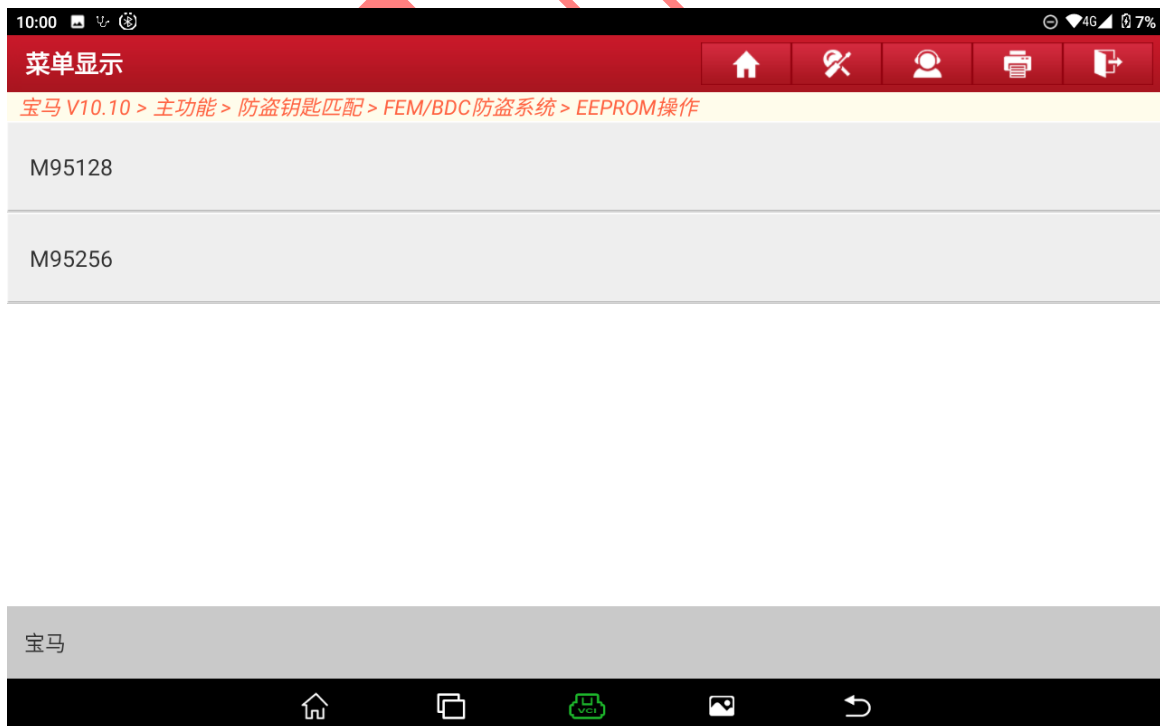 10:00 4G 7%
菜单显示
宝马 V10.10 > 主功能 > 防盗钥匙匹配 > FEM/BDC防盗系统 > EEPROM操作
M95128
M95256
宝马
VCI